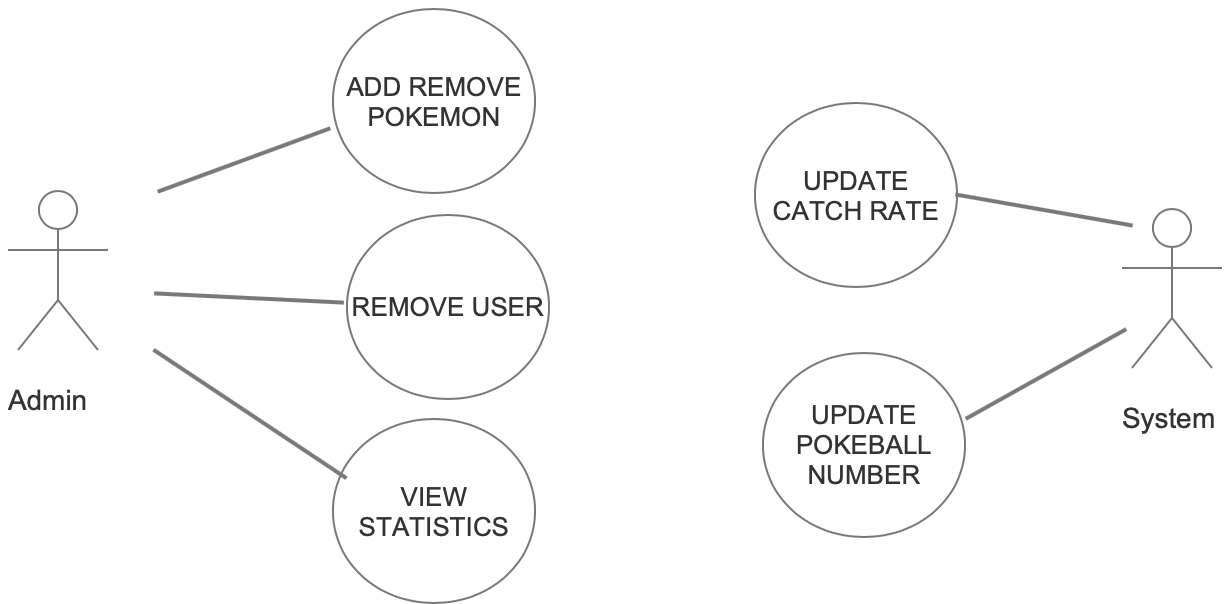 ADD REMOVE
POKEMON
REMOVE USER
VIEW
STATISTICS
Admin
UPDATE
CATCH RATE
UPDATE
POKEBALL
NUMBER
System